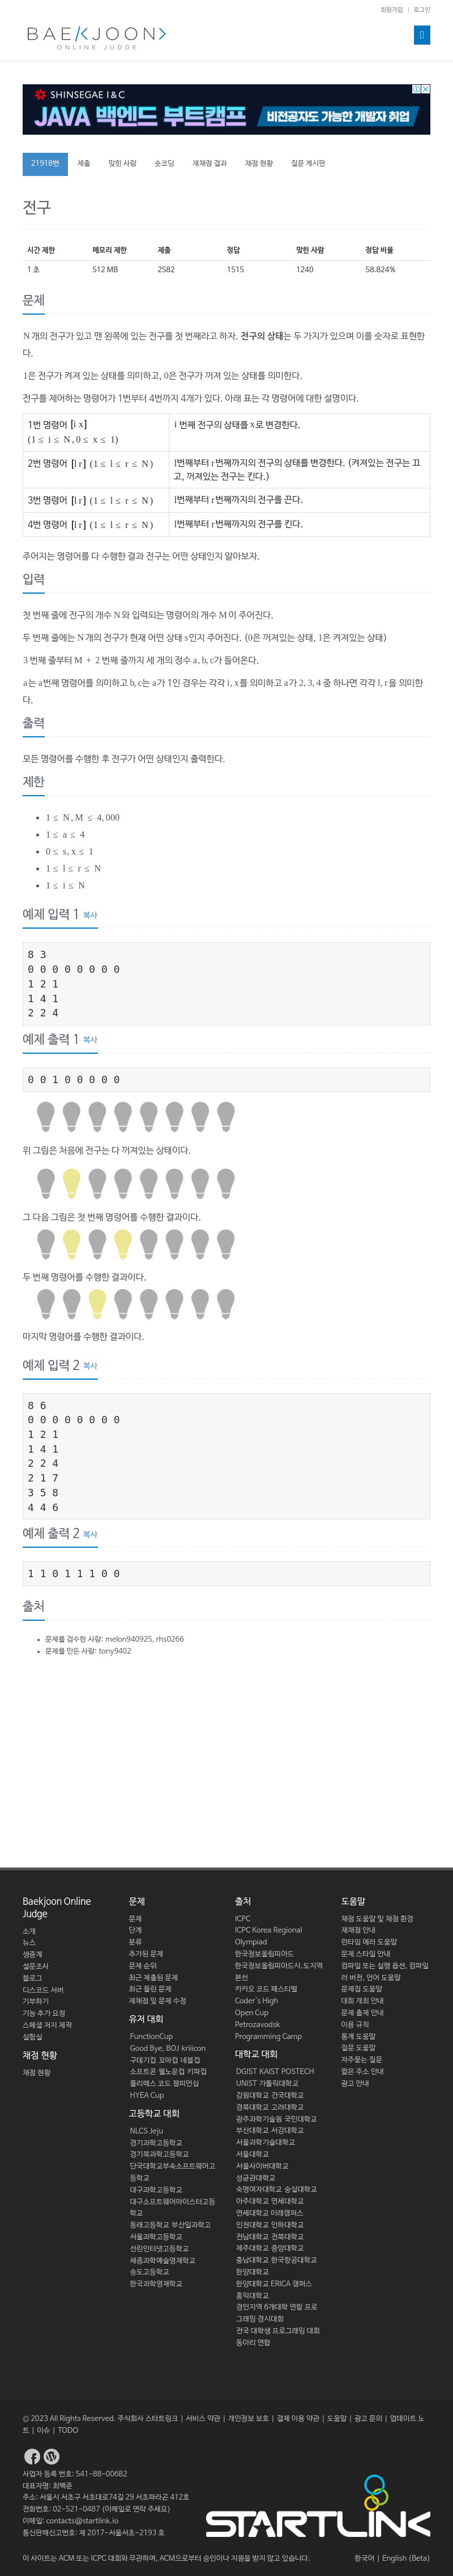 회원가입 | 로그인
BAEKJOON>
ONLINE JUDGE
SHINSEGAE I&C
JAVA 백엔드 부트캠프
비전공자도 가능한 개발자 취업!
21918번 제출 맞힌 사람 숏코딩 재채점 결과 채점 현황 질문 게시판
전구
시간 제한 메모리 제한 제출 정답 맞힌 사람 정답 비율
1 초 512 MB 2582 1515 1240 58.824%
문제
N 개의 전구가 있고 맨 왼쪽에 있는 전구를 첫 번째라고 하자. 전구의 상태는 두 가지가 있으며 이를 숫자로 표현한
다.
1은 전구가 켜져 있는 상태를 의미하고, 0은 전구가 꺼져 있는 상태를 의미한다.
전구를 제어하는 명령어가 1번부터 4번까지 4개가 있다. 아래 표는 각 명령어에 대한 설명이다.
1번 명령어 [i x]
(1 ≤ i ≤ N, 0 ≤ x ≤ 1)
i 번째 전구의 상태를 x로 변경한다.
2번 명령어 [l r] (1 ≤ l ≤ r ≤ N)
l번째부터 r번째까지의 전구의 상태를 변경한다. (켜져있는 전구는 끄
고, 꺼져있는 전구는 킨다.)
3번 명령어 [l r] (1 ≤ l ≤ r ≤ N)
l번째부터 r번째까지의 전구를 끈다.
4번 명령어 [l r] (1 ≤ l ≤ r ≤ N)
l번째부터 r번째까지의 전구를 킨다.
주어지는 명령어를 다 수행한 결과 전구는 어떤 상태인지 알아보자.
입력
첫 번째 줄에 전구의 개수 N와 입력되는 명령어의 개수 M이 주어진다.
두 번째 줄에는 N개의 전구가 현재 어떤 상태 s인지 주어진다. (0은 꺼져있는 상태, 1은 켜져있는 상태)
3 번째 줄부터 M + 2 번째 줄까지 세 개의 정수 a, b, c가 들어온다.
a는 a번째 명령어를 의미하고 b, c는 a가 1인 경우는 각각 i, x를 의미하고 a가 2, 3, 4 중 하나면 각각 l, r을 의미한
다.
출력
모든 명령어를 수행한 후 전구가 어떤 상태인지 출력한다.
제한
• 1 ≤ N, M ≤ 4,000
• 1 ≤ a ≤ 4
• 0 ≤ s, x ≤ 1
• 1 ≤ l ≤ r ≤ N
• 1 ≤ i ≤ N
예제 입력 1 복사
8 3
0 0 0 0 0 0 0 0
1 2 1
1 4 1
2 2 4
예제 출력 1 복사
0 0 1 0 0 0 0 0
위 그림은 처음에 전구는 다 꺼져있는 상태이다.
그 다음 그림은 첫 번째 명령어를 수행한 결과이다.
두 번째 명령어를 수행한 결과이다.
마지막 명령어를 수행한 결과이다.
예제 입력 2 복사
8 6
0 0 0 0 0 0 0 0
1 2 1
1 4 1
2 2 4
2 1 7
3 5 8
4 4 6
예제 출력 2 복사
1 1 0 1 1 1 0 0
출처
• 문제를 검수한 사람: melon940925, rhs0266
• 문제를 만든 사람: tony9402
Baekjoon Online
Judge
소개
뉴스
생중계
설문조사
블로그
디스코드 서버
기부하기
기능 추가 요청
스페셜 저지 제작
실험실
채점 현황
채점 현황
문제
문제
단계
분류
추가된 문제
문제 순위
최근 제출된 문제
최근 풀린 문제
재채점 및 문제 수정
유저 대회
FunctionCup
Good Bye, BOJ kriiicon
구데기컵 꼬마컵 네블컵
소프트콘 웰노운컵 키파컵
폴리매스 코드 챔피언십
HYEA Cup
고등학교 대회
NLCS Jeju
경기과학고등학교
경기북과학고등학교
단국대학교부속소프트웨어고
등학교
대구과학고등학교
대구소프트웨어마이스터고등
학교
동래고등학교 부산일과학고
서울과학고등학교
선린인터넷고등학교
세종과학예술영재학교
송도고등학교
한국과학영재학교
출처
ICPC
ICPC Korea Regional
Olympiad
한국정보올림피아드
한국정보올림피아드시.도지역
본선
카카오 코드 페스티벌
Coder's High
Open Cup
Petrozavodsk
Programming Camp
대학교 대회
DGIST KAIST POSTECH
UNIST 가톨릭대학교
강원대학교 건국대학교
경북대학교 고려대학교
광주과학기술원 국민대학교
부산대학교 서강대학교
서울과학기술대학교
서울대학교
서울사이버대학교
성균관대학교
숙명여자대학교 숭실대학교
아주대학교 연세대학교
연세대학교 미래캠퍼스
인천대학교 인하대학교
전남대학교 전북대학교
제주대학교 중앙대학교
충남대학교 한국항공대학교
한양대학교
한양대학교 ERICA 캠퍼스
홍익대학교
경인지역 6개대학 연합 프로
그래밍 경시대회
전국 대학생 프로그래밍 대회
동아리 연합
도움말
채점 도움말 및 채점 환경
재채점 안내
런타임 에러 도움말
문제 스타일 안내
컴파일 또는 실행 옵션, 컴파일
러 버전, 언어 도움말
문제집 도움말
대회 개최 안내
문제 출제 안내
이용 규칙
통계 도움말
질문 도움말
자주묻는 질문
짧은 주소 안내
광고 안내
© 2023 All Rights Reserved. 주식회사 스타트링크 | 서비스 약관 | 개인정보 보호 | 결제 이용 약관 | 도움말 | 광고 문의 | 업데이트 노
트 | 이슈 | TODO
사업자 등록 번호: 541-88-00682
대표자명: 최백준
주소: 서울시 서초구 서초대로74길 29 서초파라곤 412호
전화번호: 02-521-0487 (이메일로 연락 주세요)
이메일: contacts@startlink.io
통신판매신고번호: 제 2017-서울서초-2193 호
STARTLINK
이 사이트는 ACM 또는 ICPC 대회와 무관하며, ACM으로부터 승인이나 지원을 받지 않고 있습니다.
한국어 | English (Beta)